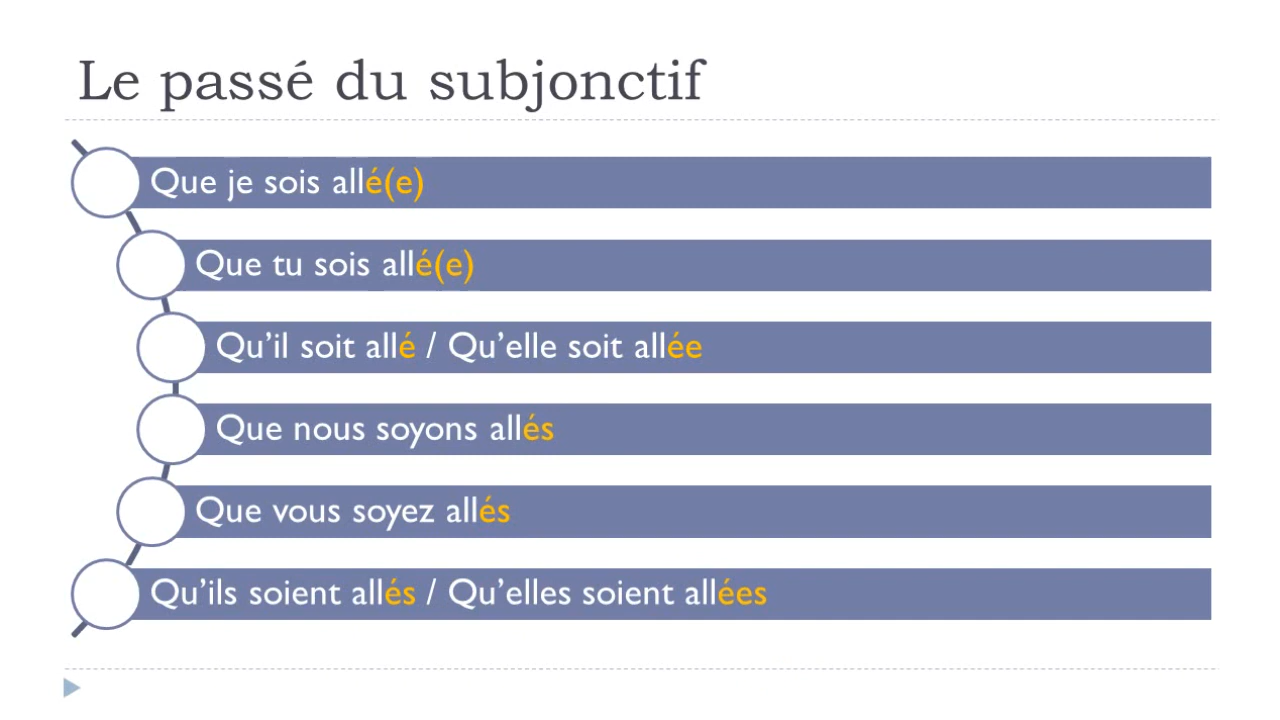 Le passé du subjonctif
Que je sois allé(e)
Que tu sois allé(e)
Qu’il soit allé / Qu’elle soit allée
Que nous soyons allés
Que vous soyez allés
Qu’ils soient allés / Qu’elles soient allées